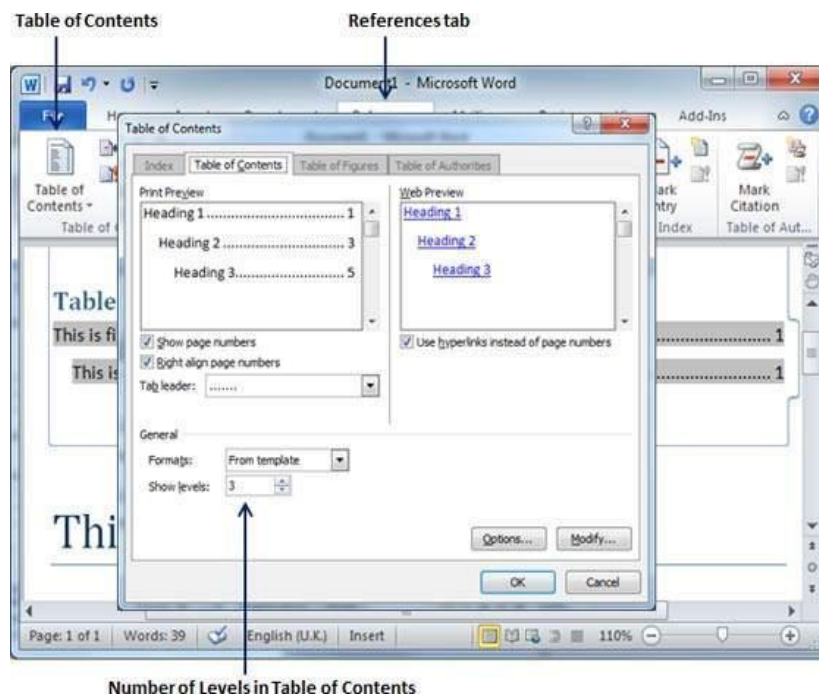 Table of Contents
References tab
Document1 - Microsoft Word
File
Add-Ins
Table of Contents
Index
Table of Contents
Table of Figures
Table of Authorities
Table of
Contents
Table of
Mark
Citation
Index
Table of Aut...
Print Preview
Heading 1 ................................. 1
Heading 2 ............................. 3
Heading 3.......................... 5
Web Preview
Heading 1
Heading 2
Heading 3
Show page numbers
Right align page numbers
Tab leader: .......
Use hyperlinks instead of page numbers
Table
This is fi
........................ 1
This is
........................ 1
General
Formats: From template
Show levels: 3
Thi
Options...
Modify...
OK
Cancel
Page: 1 of 1
Words: 39
English (U.K.)
Insert
110%
Number of Levels in Table of Contents